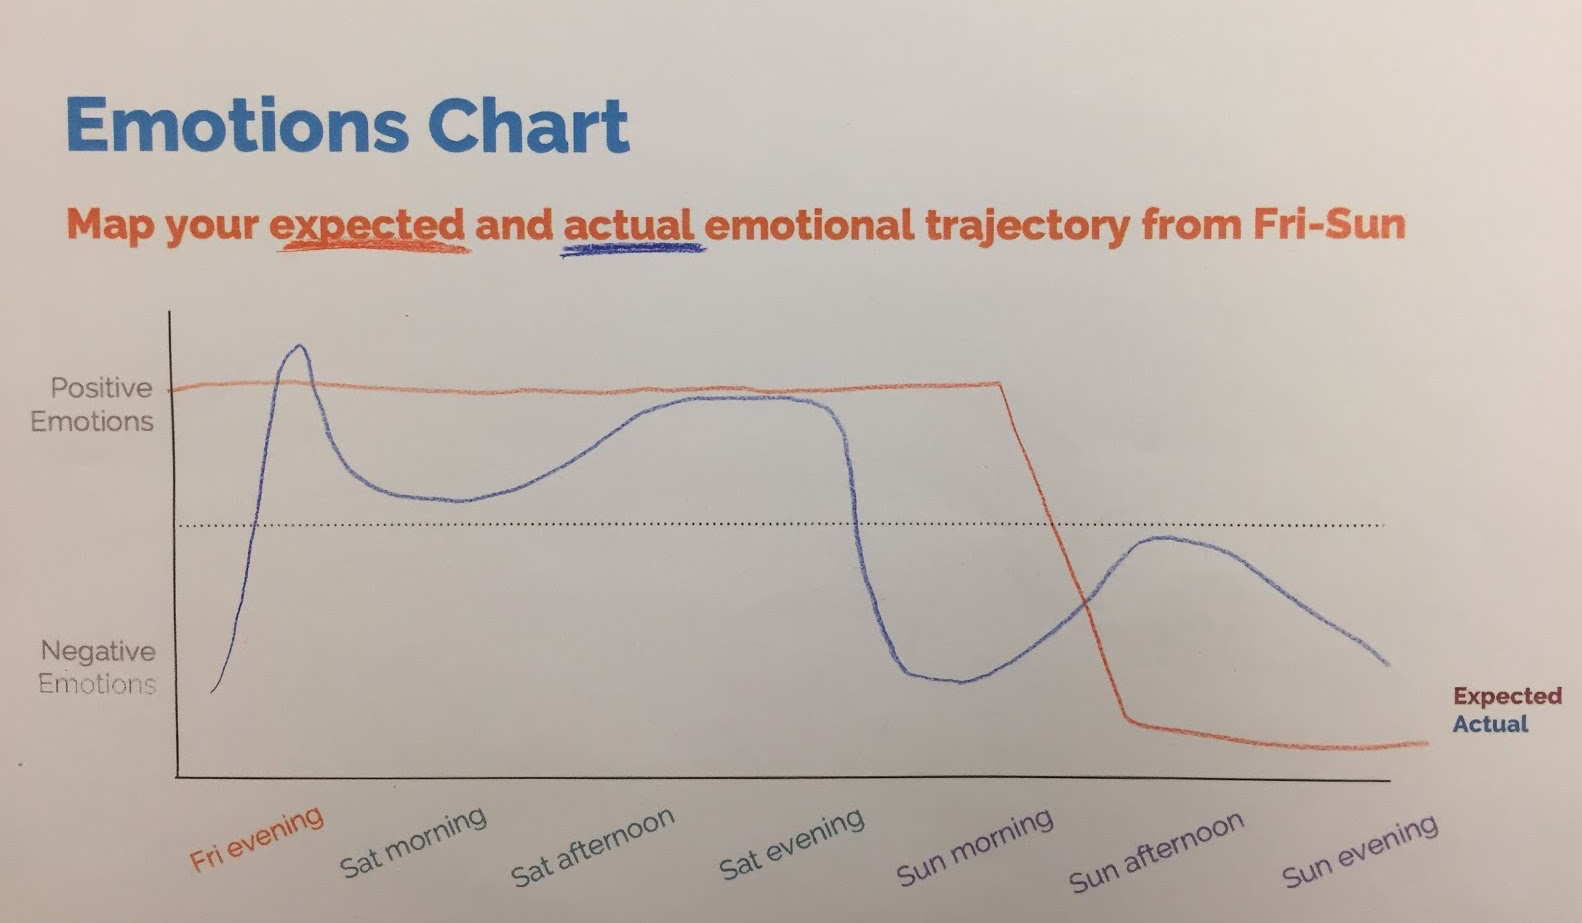 Emotions Chart
Map your expected and actual emotional trajectory from Fri-Sun
Positive
Emotions
Negative
Emotions
Expected
Actual
Fri evening
Sat morning
Sat afternoon
Sat evening
Sun morning
Sun afternoon
Sun evening